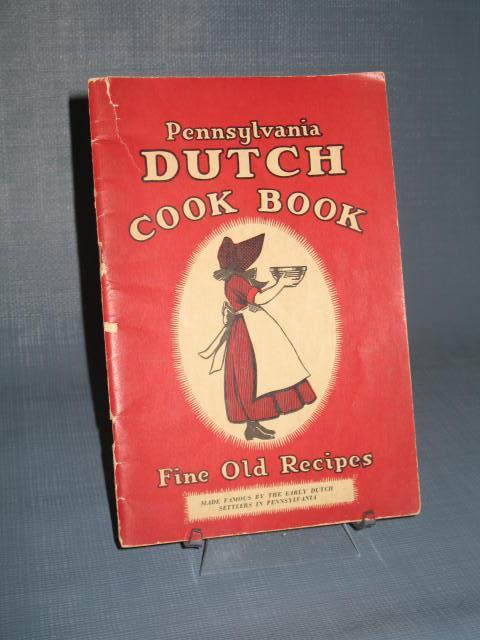 Pennsylvania
DUTCH
COOK BOOK
Fine Old Recipes
MADE FAMOUS BY THE EARLY DUTCH
SETTLERS IN PENNSYLVANIA